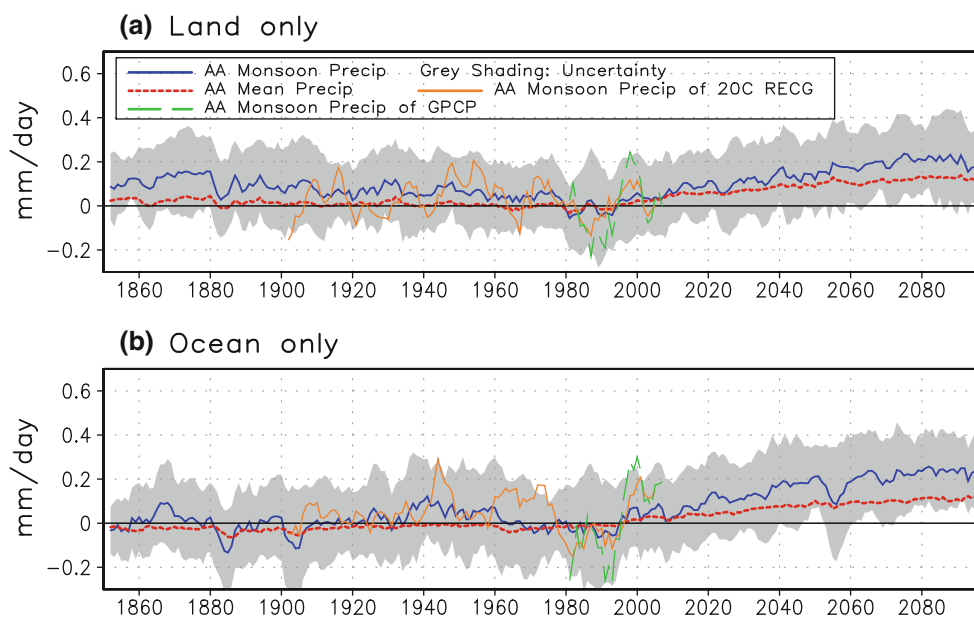 (a) Land only
mm/day
0.6
0.4
0.2
0
−0.2
AA Monsoon Precip Grey Shading: Uncertainty
AA Mean Precip AA Monsoon Precip of 20C RECG
AA Monsoon Precip of GPCP
1860 1880 1900 1920 1940 1960 1980 2000 2020 2040 2060 2080
(b) Ocean only
mm/day
0.6
0.4
0.2
0
−0.2
1860 1880 1900 1920 1940 1960 1980 2000 2020 2040 2060 2080